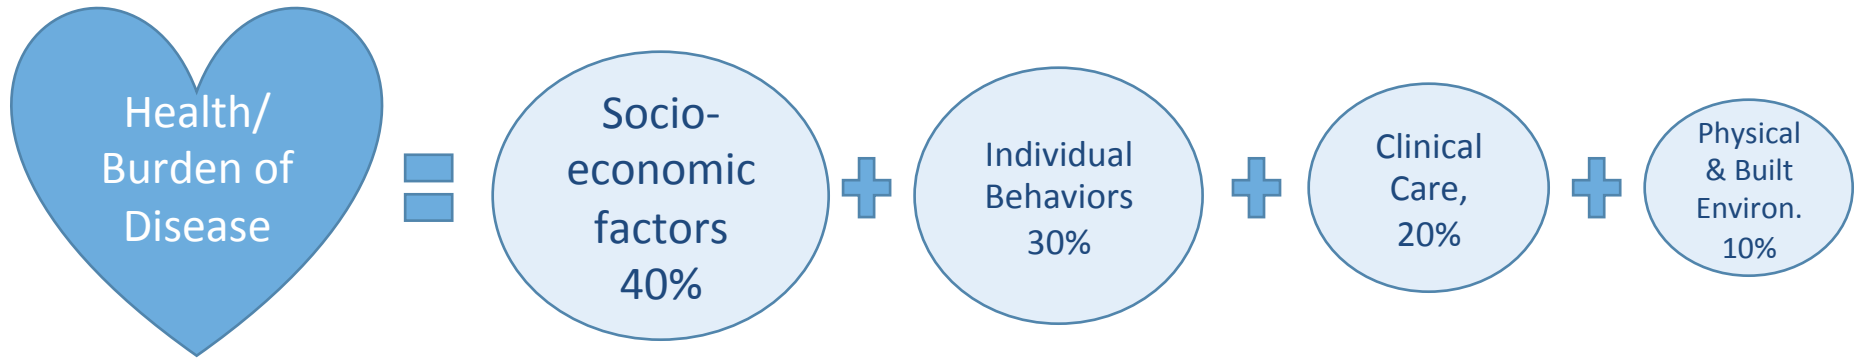 Health/
Burden of
Disease
Socio-
economic
factors
40%
Individual
Behaviors
30%
Clinical
Care,
20%
Physical
& Built
Environ.
10%